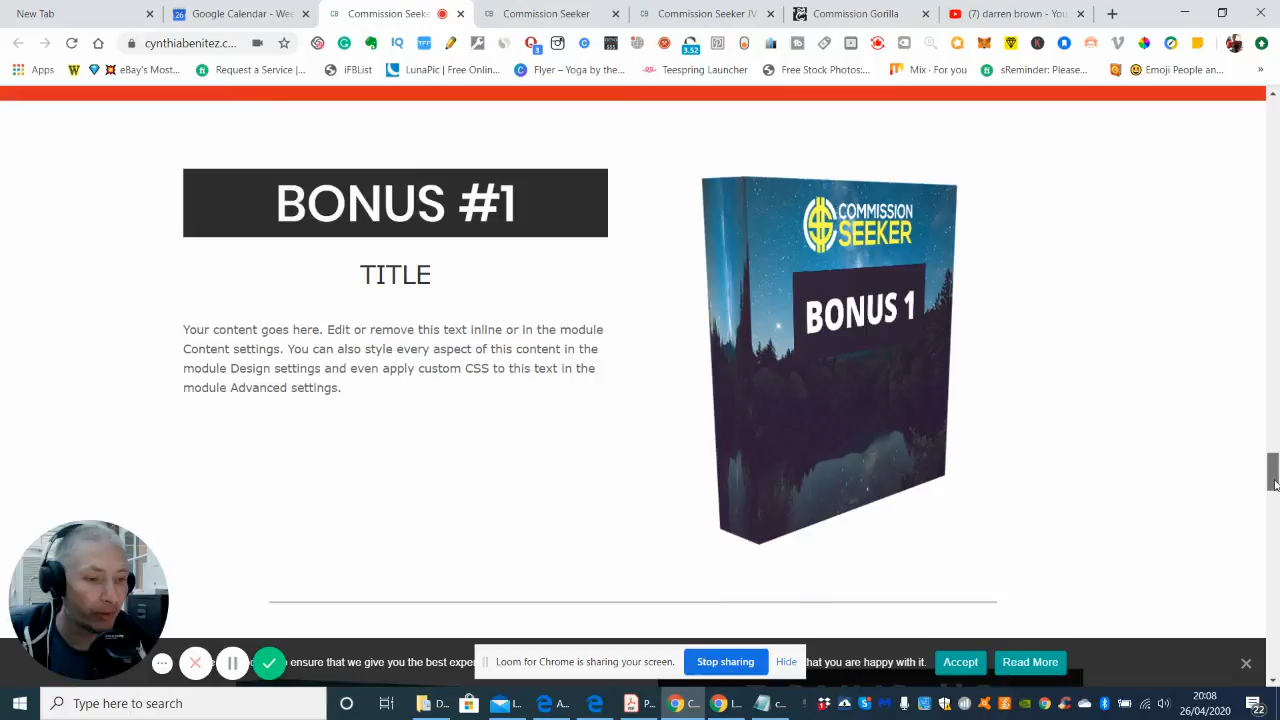 New Tab
Google Calendar - We
Commission Seek
Commission Seeker
Commission Seeker JV
Commission Gorilla
(7) darren brown - You
cynthiabenitez.c...
Apps
eBay's Most...
Request a Service |...
iFBList
LunaPic | Free Onlin...
Flyer – Yoga by the...
Teespring Launcher
Free Stock Photos:...
Mix · For you
sReminder: Please...
Emoji People an...
»
BONUS #1
TITLE
Your content goes here. Edit or remove this text inline or in the module
Content settings. You can also style every aspect of this content in the
module Design settings and even apply custom CSS to this text in the
module Advanced settings.
COMMISSION
SEEKER
BONUS 1
to ensure that we give you the best exper
Loom for Chrome is sharing your screen.
Stop sharing
Hide
that you are happy with it.
Accept
Read More
Type here to search
20:08
26/04/2020
22